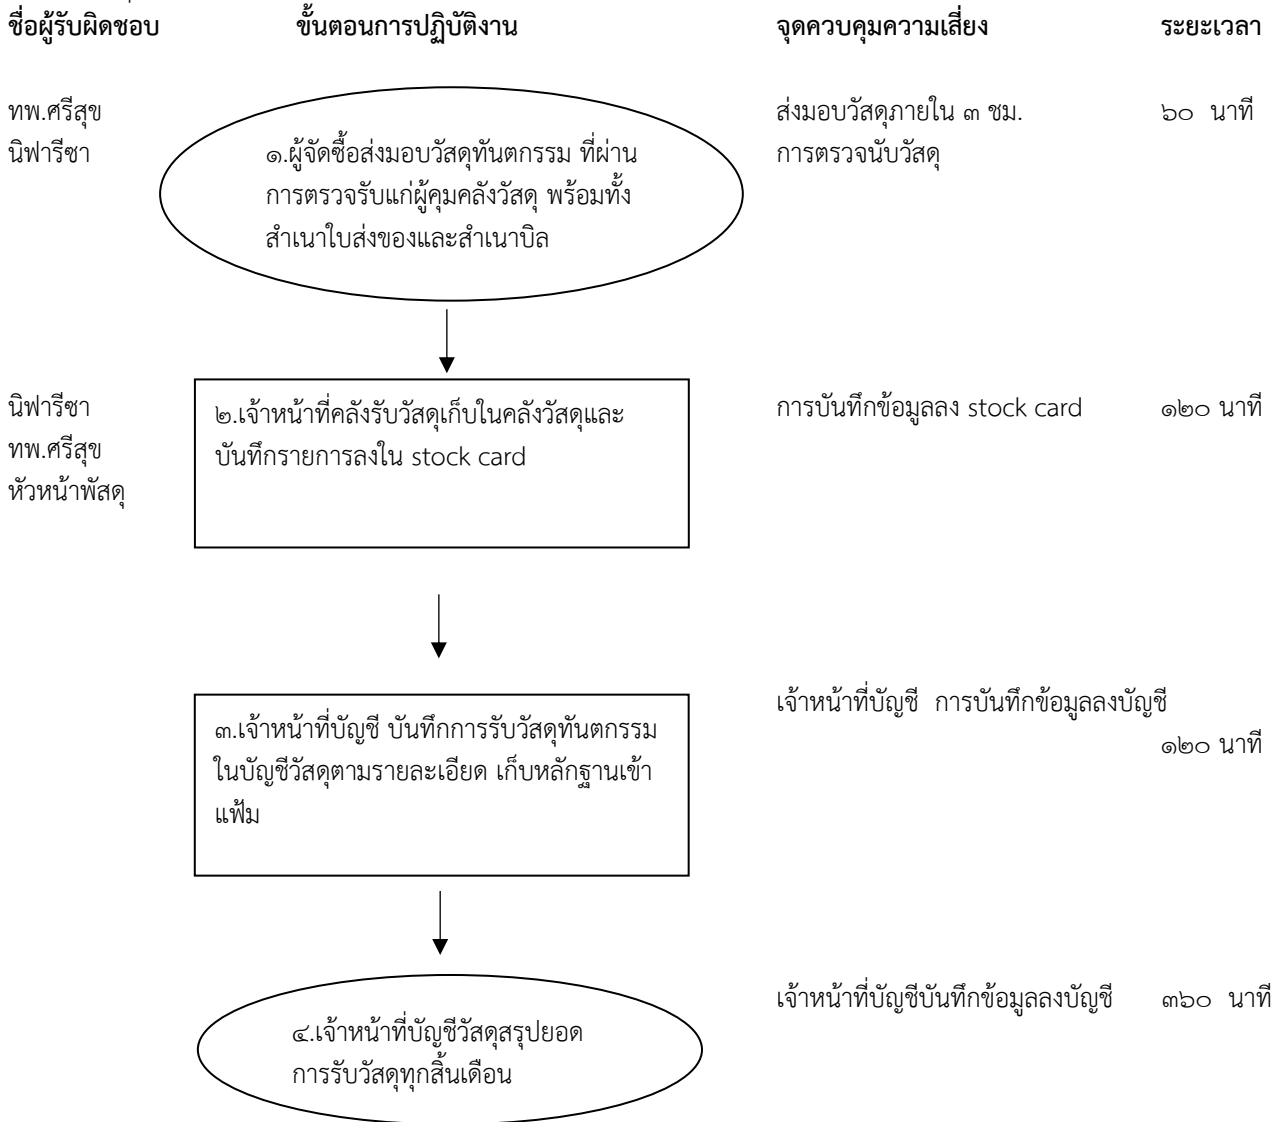 ชื่อผู้รับผิดชอบ ขั้นตอนการปฏิบัติงาน จุดควบคุมความเสี่ยง ระยะเวลา
ทพ.ศรีสุข ส่งมอบวัสดุภายใน ๓ ชม. ๖๐ นาที
นิฟารีซา การตรวจนับวัสดุ
๑.ผู้จัดซื้อส่งมอบวัสดุทันตกรรม ที่ผ่าน
การตรวจรับแก่ผู้คุมคลังวัสดุ พร้อมทั้ง
สำเนาใบส่งของและสำเนาบิล
นิฟารีซา การบันทึกข้อมูลลง stock card ๑๒๐ นาที
ทพ.ศรีสุข
หัวหน้าพัสดุ
๒.เจ้าหน้าที่คลังรับวัสดุเก็บในคลังวัสดุและ
บันทึกรายการลงใน stock card
เจ้าหน้าที่บัญชี การบันทึกข้อมูลลงบัญชี
๑๒๐ นาที
๓.เจ้าหน้าที่บัญชี บันทึกการรับวัสดุทันตกรรม
ในบัญชีวัสดุตามรายละเอียด เก็บหลักฐานเข้า
แฟ้ม
เจ้าหน้าที่บัญชีบันทึกข้อมูลลงบัญชี ๓๖๐ นาที
๔.เจ้าหน้าที่บัญชีวัสดุสรุปยอด
การรับวัสดุทุกสิ้นเดือน